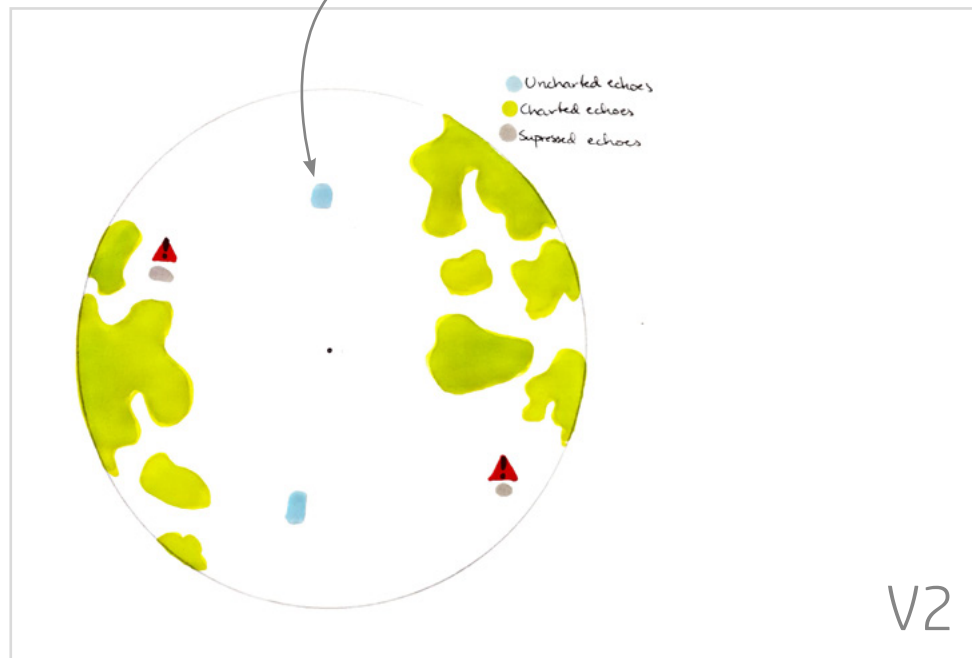 Uncharted echoes
Charted echoes
Supressed echoes
!
!
V2